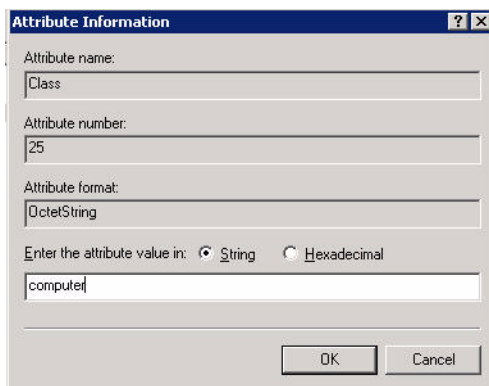 Attribute Information
Attribute name:
Class
Attribute number:
25
Attribute format:
OctetString
Enter the attribute value in: String Hexadecimal
computer
OK Cancel